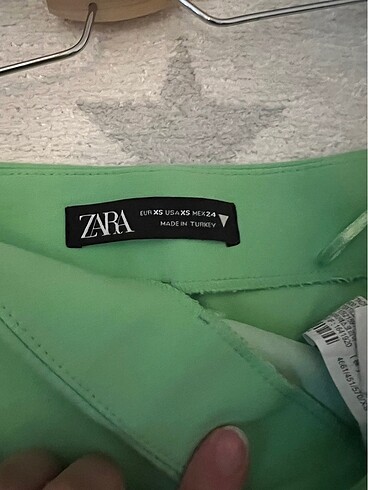 ZARA
EUR XS USA XS MEX 24
MADE IN TURKEY